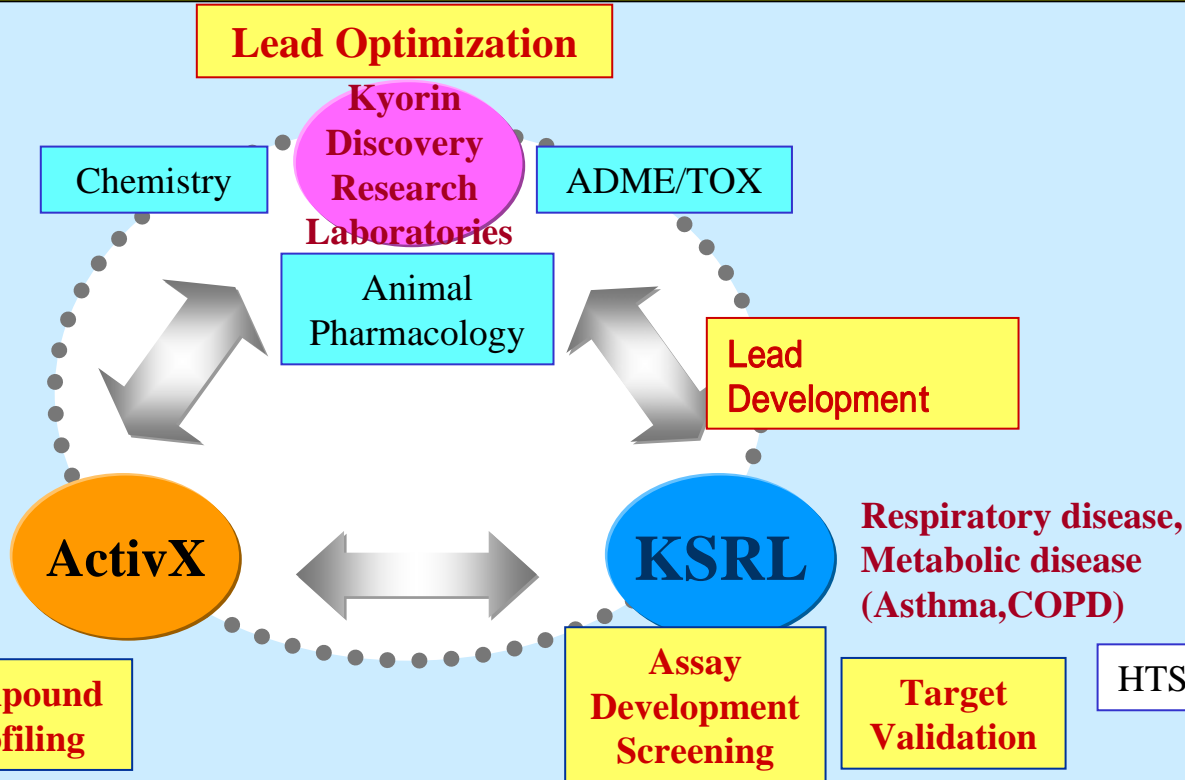 Lead Optimization
Kyorin
Discovery
Research
Laboratories
Chemistry
ADME/TOX
Animal
Pharmacology
Lead
Development
ActivX
KSRL
Respiratory disease,
Metabolic disease
(Asthma,COPD)
Assay
Development
Screening
Target
Validation
HTS